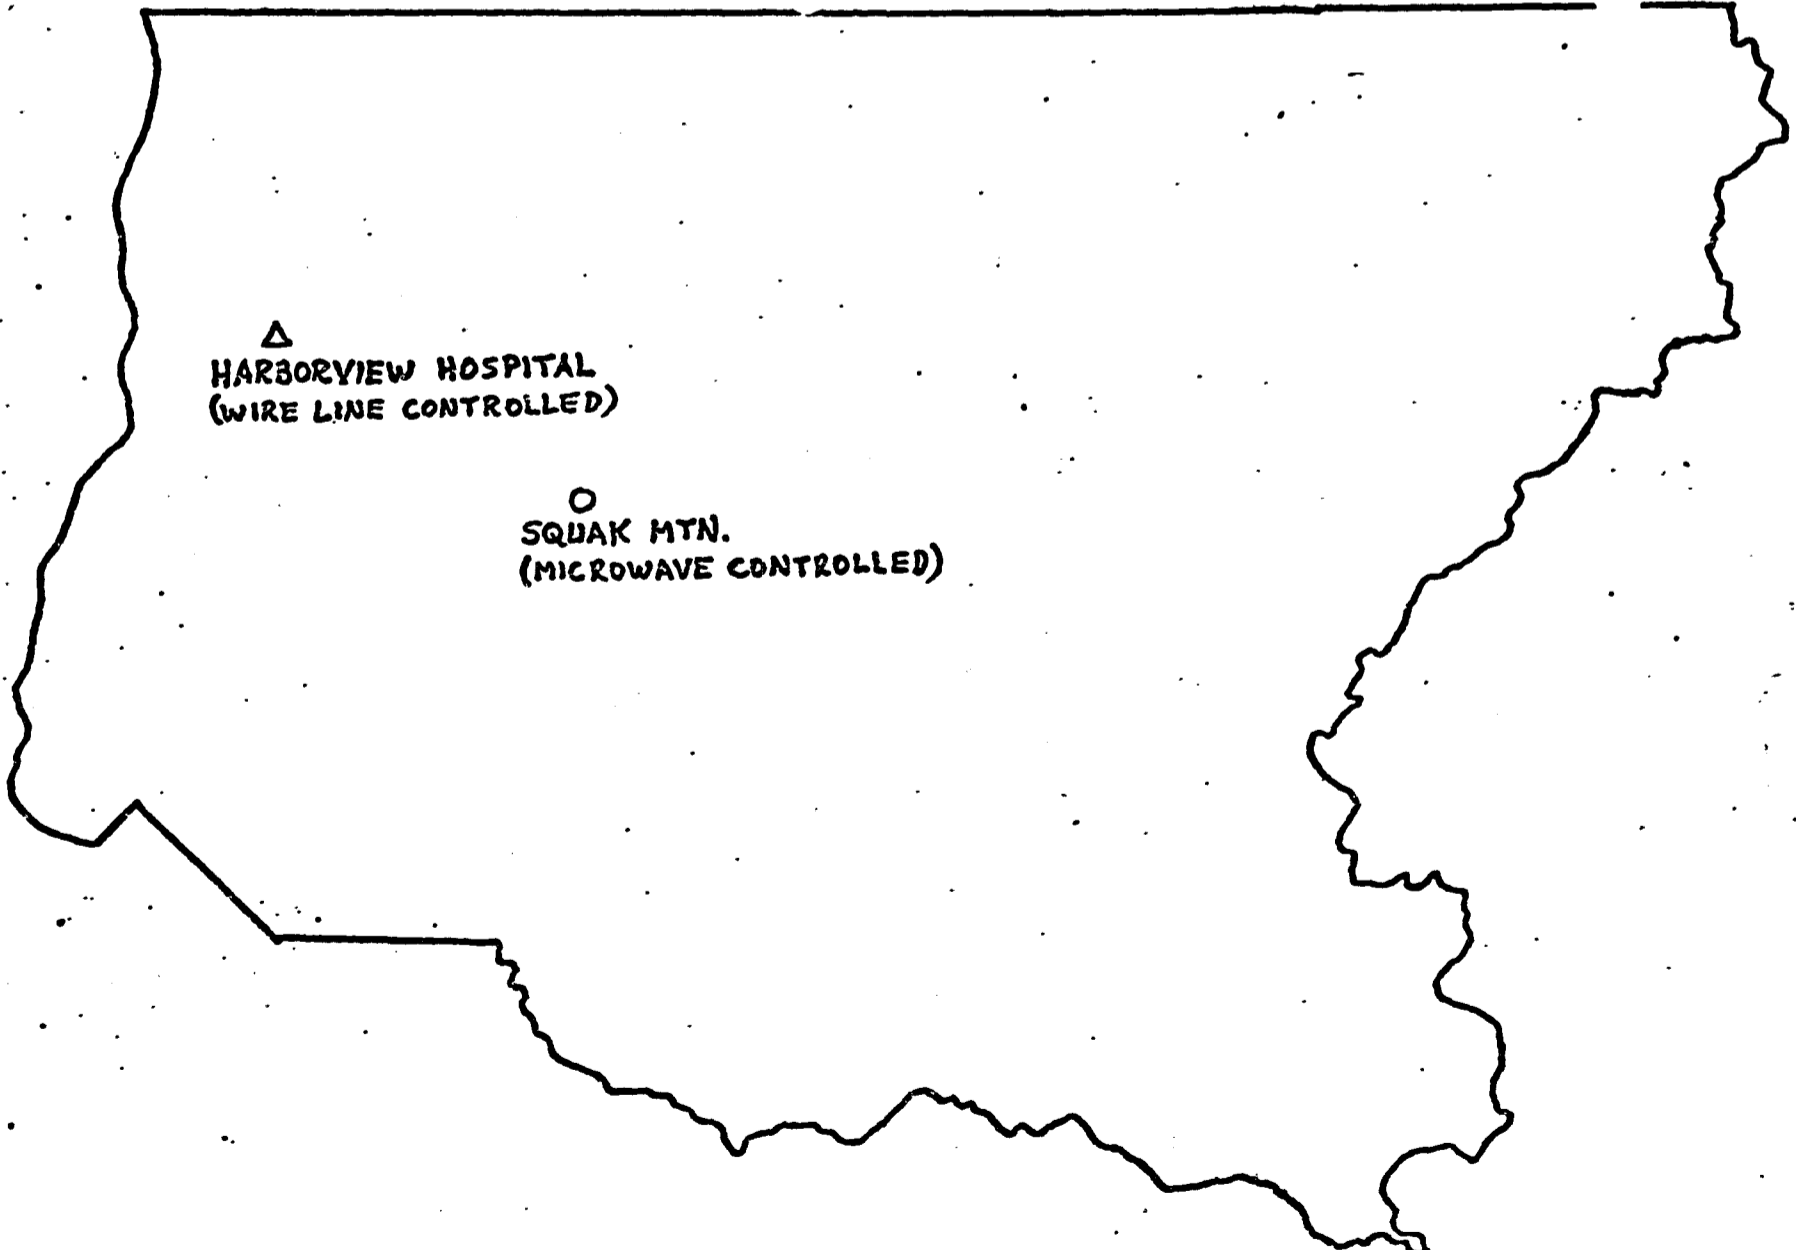 HARBORVIEW HOSPITAL
(WIRE LINE CONTROLLED)
SQUAK MTN.
(MICROWAVE CONTROLLED)